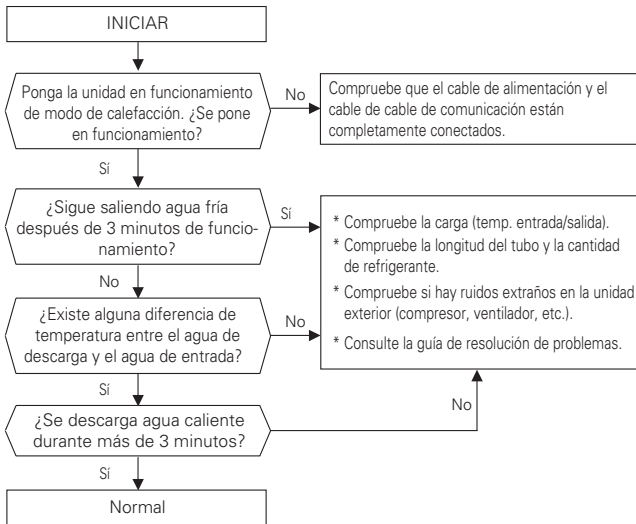 INICIAR
Ponga la unidad en funcionamiento
de modo de calefacción. ¿Se pone
en funcionamiento?
No
Compruebe que el cable de alimentación y el
cable de cable de comunicación están
completamente conectados.
Sí
¿Sigue saliendo agua fría
después de 3 minutos de funcio-
namiento?
Sí
* Compruebe la carga (temp. entrada/salida).
* Compruebe la longitud del tubo y la cantidad
de refrigerante.
* Compruebe si hay ruidos extraños en la unidad
exterior (compresor, ventilador, etc.).
* Consulte la guía de resolución de problemas.
No
¿Existe alguna diferencia de
temperatura entre el agua de
descarga y el agua de entrada?
No
Sí
¿Se descarga agua caliente
durante más de 3 minutos?
No
Sí
Normal